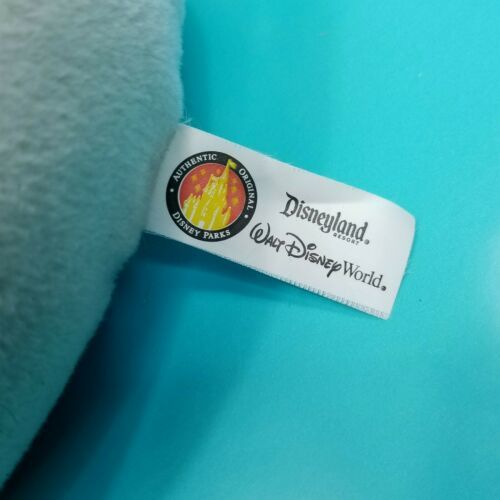 AUTHENTIC • ORIGINAL •
DISNEY PARKS
Disneyland®
RESORT
WALT DISNEY World®